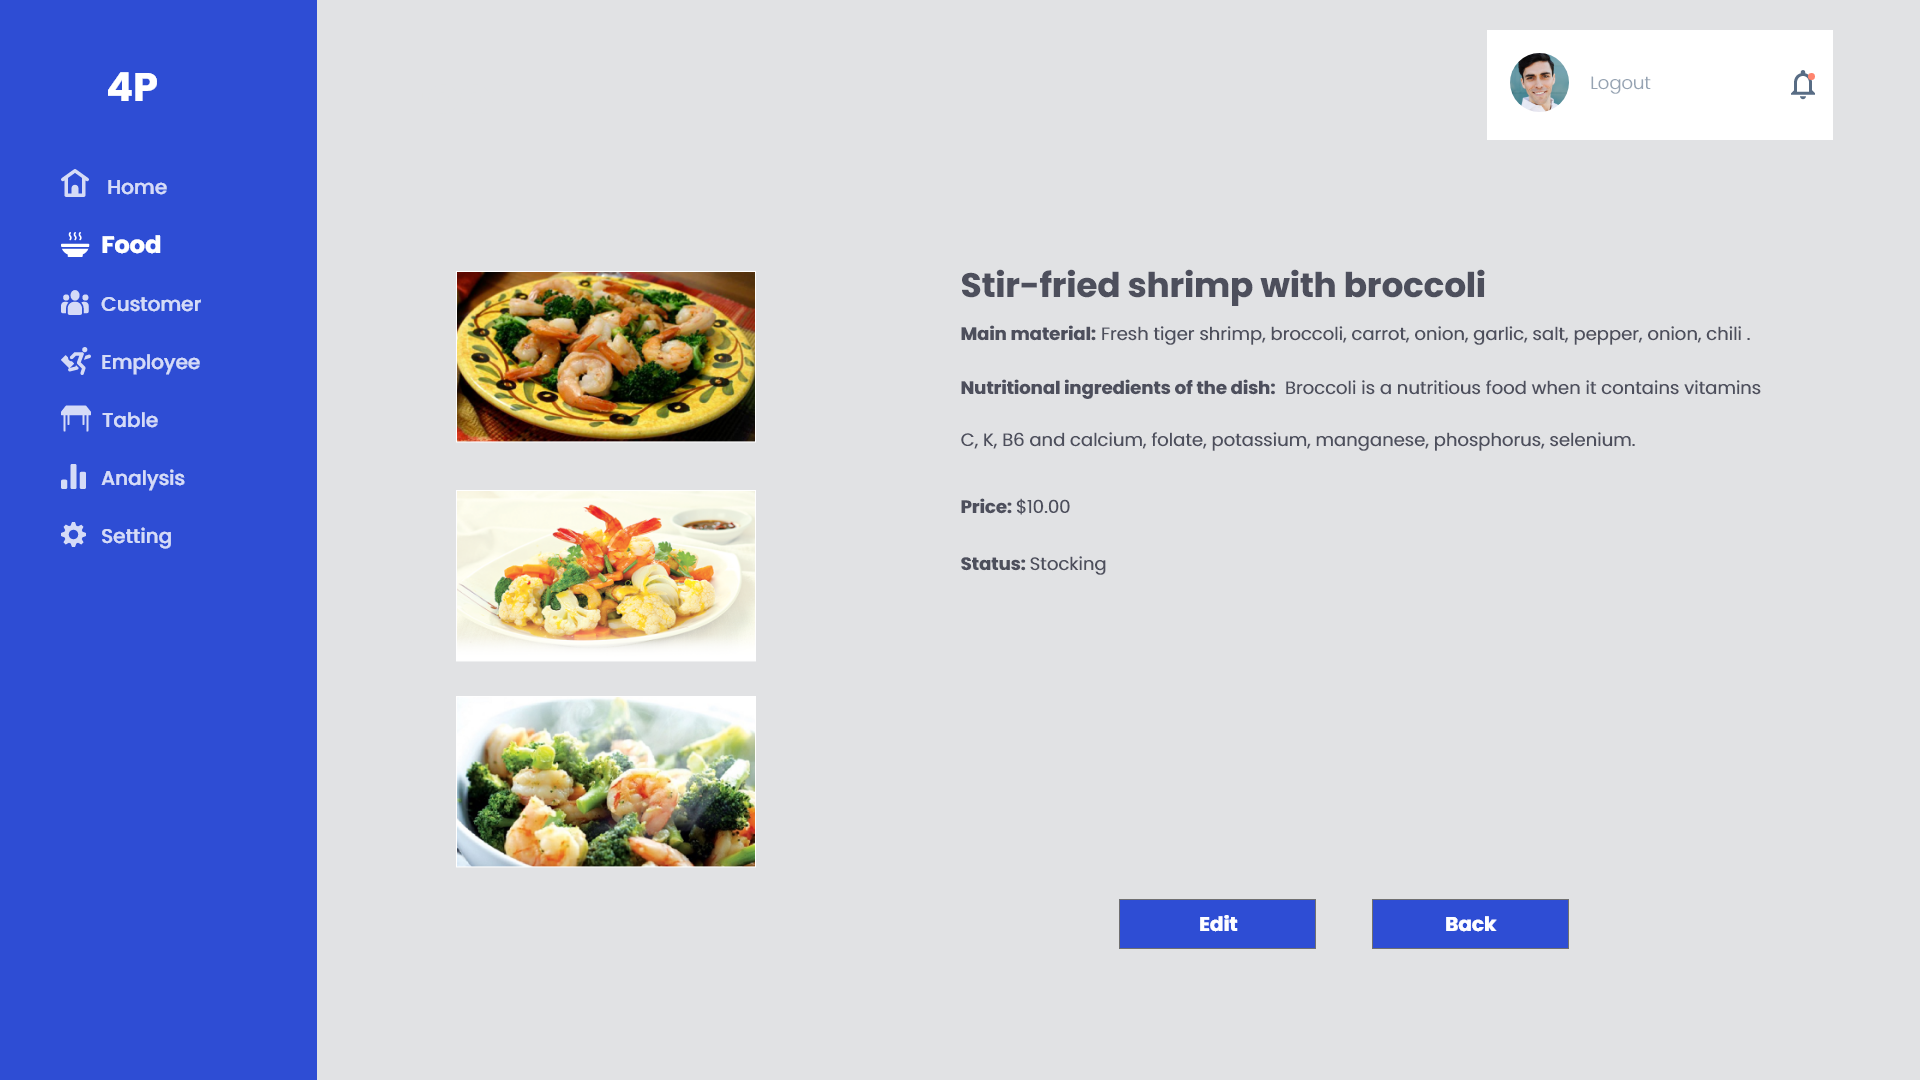 4P
Home
Food
Customer
Employee
Table
Analysis
Setting
Logout
Stir-fried shrimp with broccoli
Main material: Fresh tiger shrimp, broccoli, carrot, onion, garlic, salt, pepper, onion, chili .
Nutritional ingredients of the dish: Broccoli is a nutritious food when it contains vitamins
C, K, B6 and calcium, folate, potassium, manganese, phosphorus, selenium.
Price: $10.00
Status: Stocking
Edit
Back